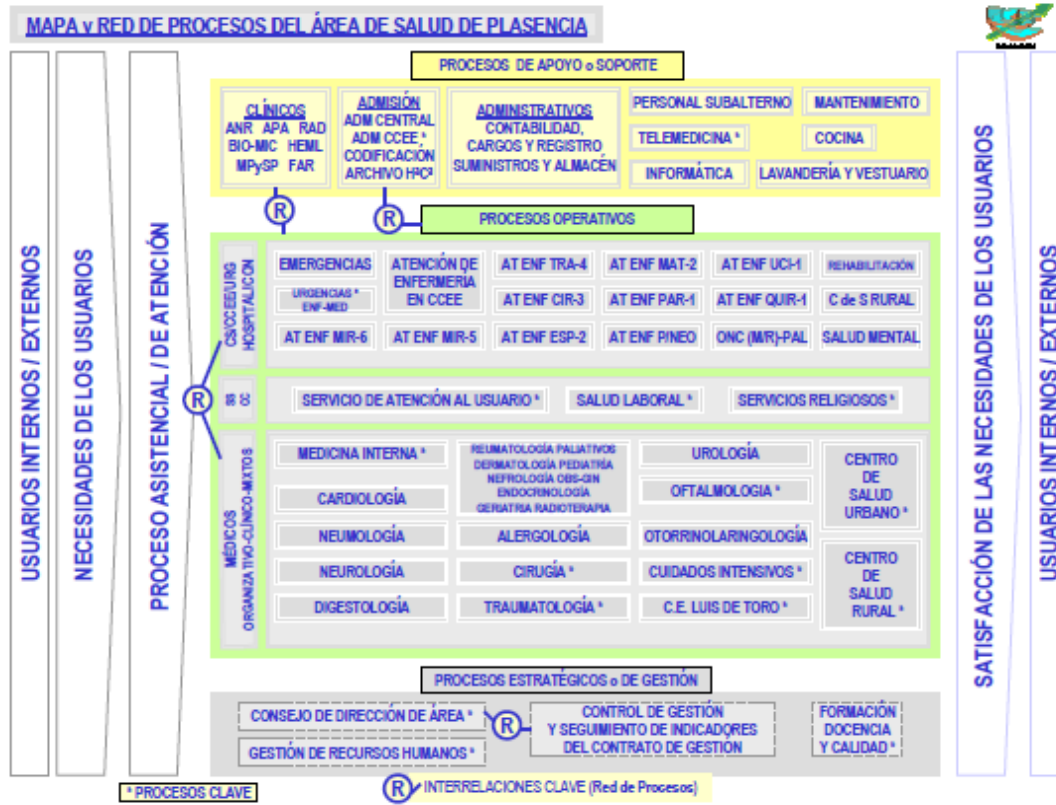 MAPA y RED DE PROCESOS DEL ÁREA DE SALUD DE PLASENCIA
USUARIOS INTERNOS / EXTERNOS
NECESIDADES DE LOS USUARIOS
PROCESO ASISTENCIAL / DE ATENCIÓN
PROCESOS DE APOYO o SOPORTE
CLÍNICOS
ANR APA RAD
BIO-MIC HEML
MPySP FAR
ADMISIÓN
ADM CENTRAL
ADM CCEE *
CODIFICACIÓN
ARCHIVO HªCª
ADMINISTRATIVOS
CONTABILIDAD,
CARGOS Y REGISTRO
SUMINISTROS Y ALMACÉN
PERSONAL SUBALTERNO
MANTENIMIENTO
TELEMEDICINA *
COCINA
INFORMÁTICA
LAVANDERÍA Y VESTUARIO
R
R
PROCESOS OPERATIVOS
CS/CCEE/URG
HOSPITALICON
EMERGENCIAS
ATENCIÓN DE
ENFERMERÍA
EN CCEE
AT ENF TRA-4
AT ENF MAT-2
AT ENF UCI-1
REHABILITACIÓN
URGENCIAS *
ENF-MED
AT ENF CIR-3
AT ENF PAR-1
AT ENF QUIR-1
C de S RURAL
AT ENF MIR-6
AT ENF MIR-5
AT ENF ESP-2
AT ENF P/NEO
ONC (M/R)-PAL
SALUD MENTAL
R
SS
CC
SERVICIO DE ATENCIÓN AL USUARIO *
SALUD LABORAL *
SERVICIOS RELIGIOSOS *
MÉDICOS
ORGANIZATIVO-CLÍNICO-MIXTOS
MEDICINA INTERNA *
CARDIOLOGÍA
NEUMOLOGÍA
NEUROLOGÍA
DIGESTOLOGÍA
REUMATOLOGÍA PALIATIVOS
DERMATOLOGÍA PEDIATRÍA
NEFROLOGÍA OBS-GIN
ENDOCRINOLOGÍA
GERIATRIA RADIOTERAPIA
ALERGOLOGÍA
CIRUGÍA *
TRAUMATOLOGÍA *
UROLOGÍA
OFTALMOLOGIA *
OTORRINOLARINGOLOGÍA
CUIDADOS INTENSIVOS *
C.E. LUIS DE TORO *
CENTRO
DE
SALUD
URBANO *
CENTRO
DE
SALUD
RURAL *
PROCESOS ESTRATÉGICOS o DE GESTIÓN
CONSEJO DE DIRECCIÓN DE ÁREA *
GESTIÓN DE RECURSOS HUMANOS *
R
CONTROL DE GESTIÓN
Y SEGUIMIENTO DE INDICADORES
DEL CONTRATO DE GESTIÓN
FORMACIÓN
DOCENCIA
Y CALIDAD *
* PROCESOS CLAVE
R INTERRELACIONES CLAVE (Red de Procesos)
SATISFACCIÓN DE LAS NECESIDADES DE LOS USUARIOS
USUARIOS INTERNOS / EXTERNOS